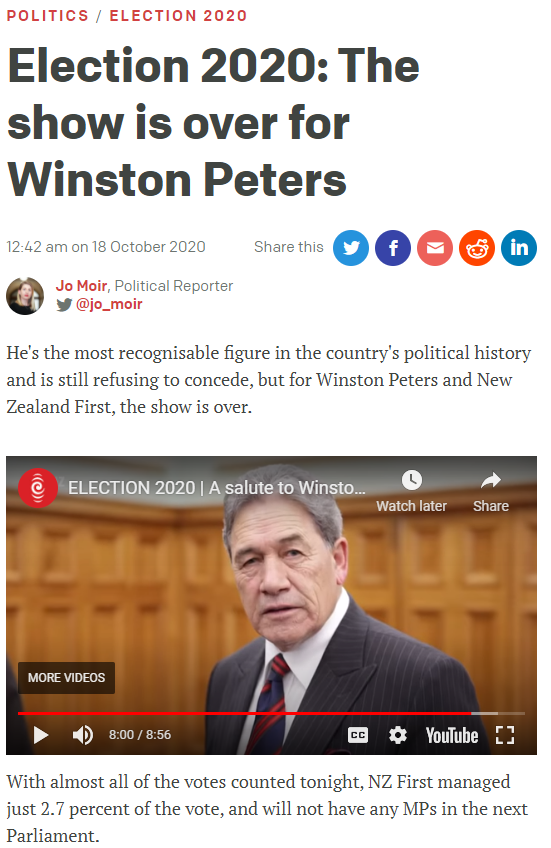 POLITICS / ELECTION 2020
Election 2020: The
show is over for
Winston Peters
12:42 am on 18 October 2020 Share this
Jo Moir, Political Reporter
@jo_moir
He's the most recognisable figure in the country's political history
and is still refusing to concede, but for Winston Peters and New
Zealand First, the show is over.
ELECTION 2020 | A salute to Winsto...
Watch later Share
MORE VIDEOS
8:00 / 8:56 CC YouTube
With almost all of the votes counted tonight, NZ First managed
just 2.7 percent of the vote, and will not have any MPs in the next
Parliament.